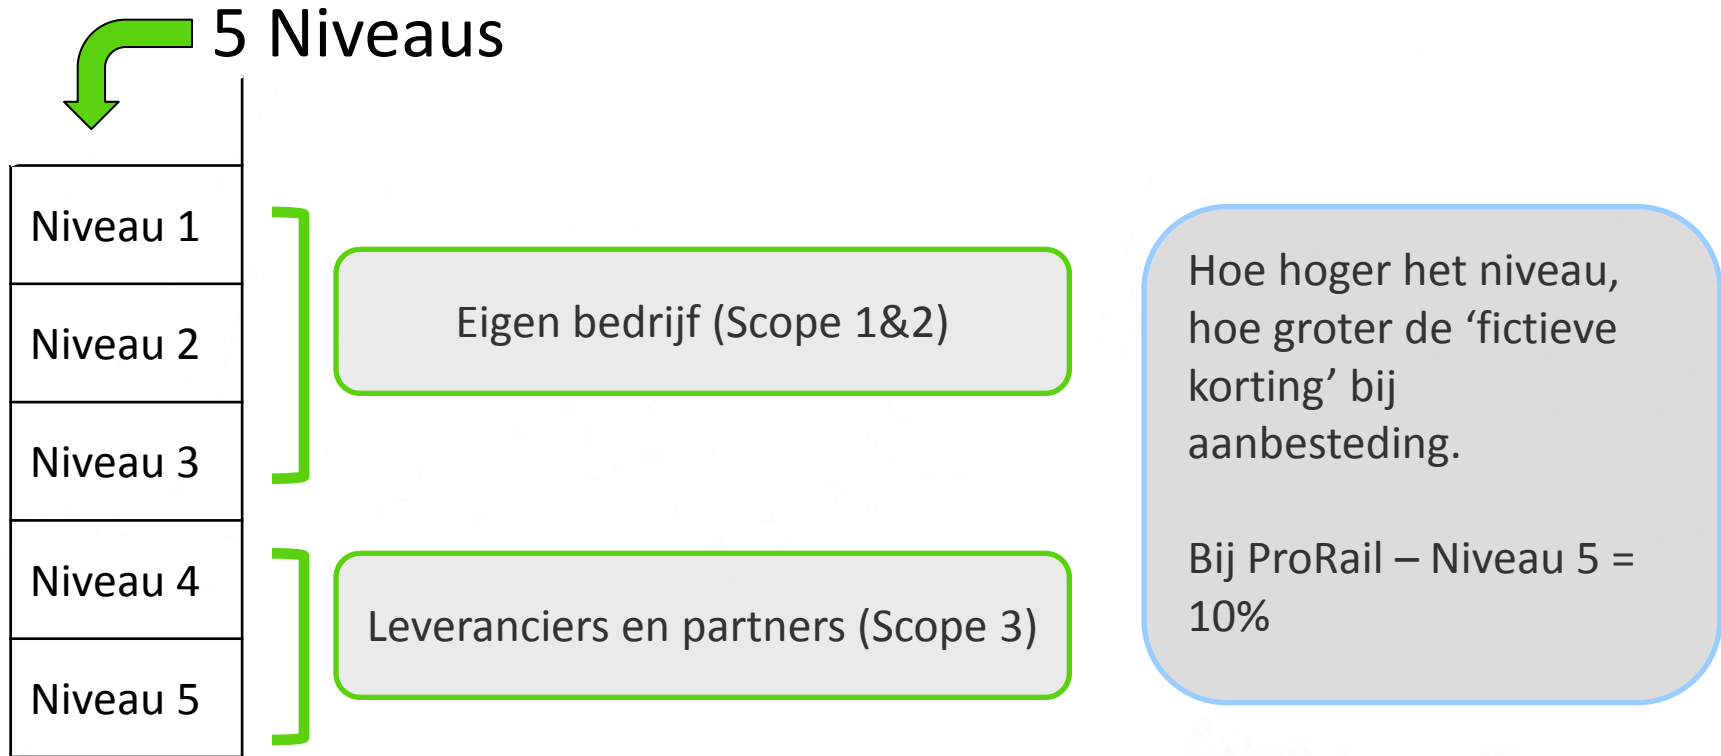 5 Niveaus
Niveau 1
Niveau 2
Niveau 3
Niveau 4
Niveau 5
Eigen bedrijf (Scope 1&2)
Leveranciers en partners (Scope 3)
Hoe hoger het niveau,
hoe groter de ‘fictieve
korting’ bij
aanbesteding.
Bij ProRail – Niveau 5 =
10%